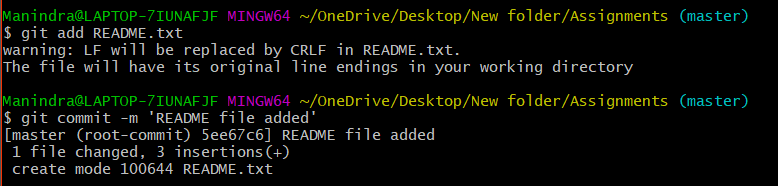 Manindra@LAPTOP-7IUNAFJF MINGW64 ~/OneDrive/Desktop/New folder/Assignments (master)
$ git add README.txt
warning: LF will be replaced by CRLF in README.txt.
The file will have its original line endings in your working directory
Manindra@LAPTOP-7IUNAFJF MINGW64 ~/OneDrive/Desktop/New folder/Assignments (master)
$ git commit -m 'README file added'
[master (root-commit) 5ee67c6] README file added
 1 file changed, 3 insertions(+)
 create mode 100644 README.txt